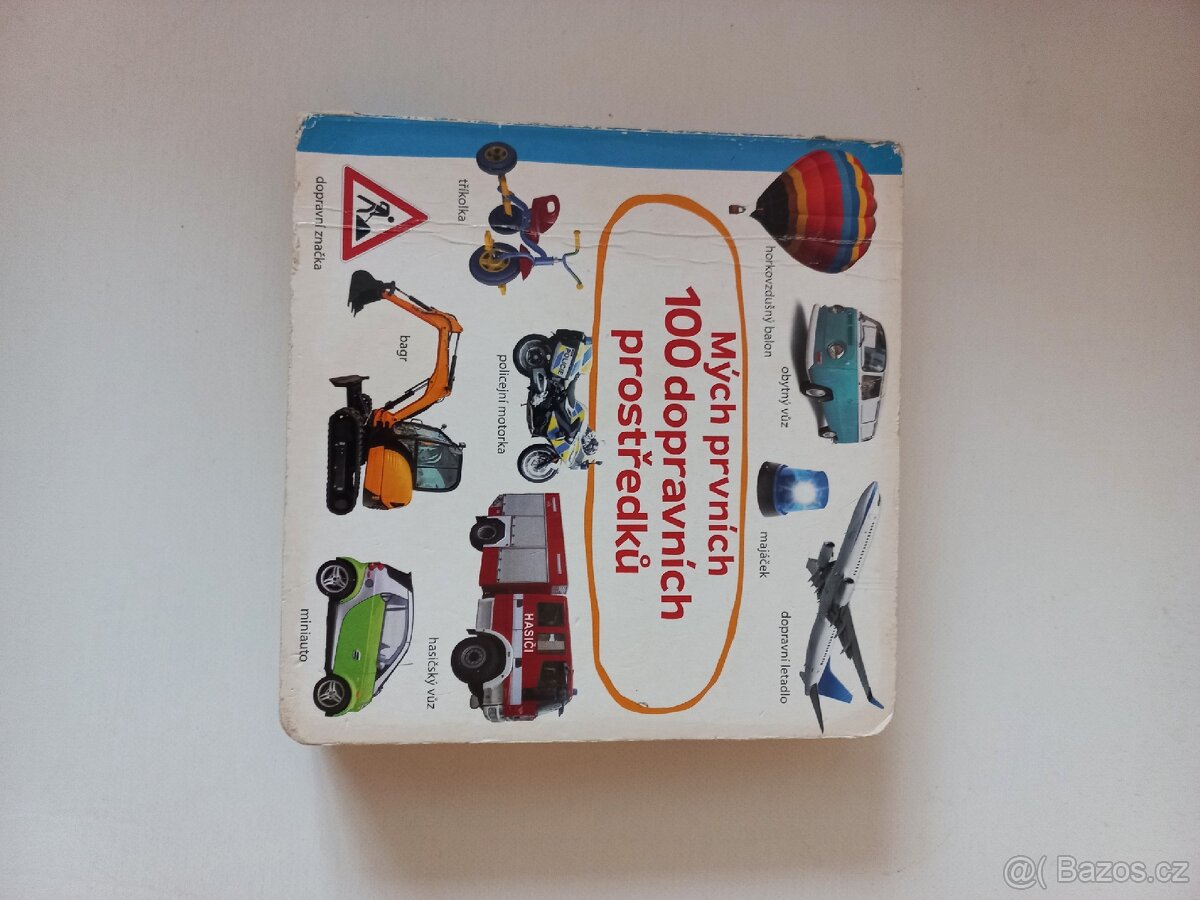 horkovzdušný balon
obytný vůz
majáček
dopravní letadlo
Mých prvních
100 dopravních
prostředků
tříkolka
policejní motorka
POLICIE
HASIČI
hasičský vůz
dopravní značka
bagr
miniauto
@( Bazos.cz